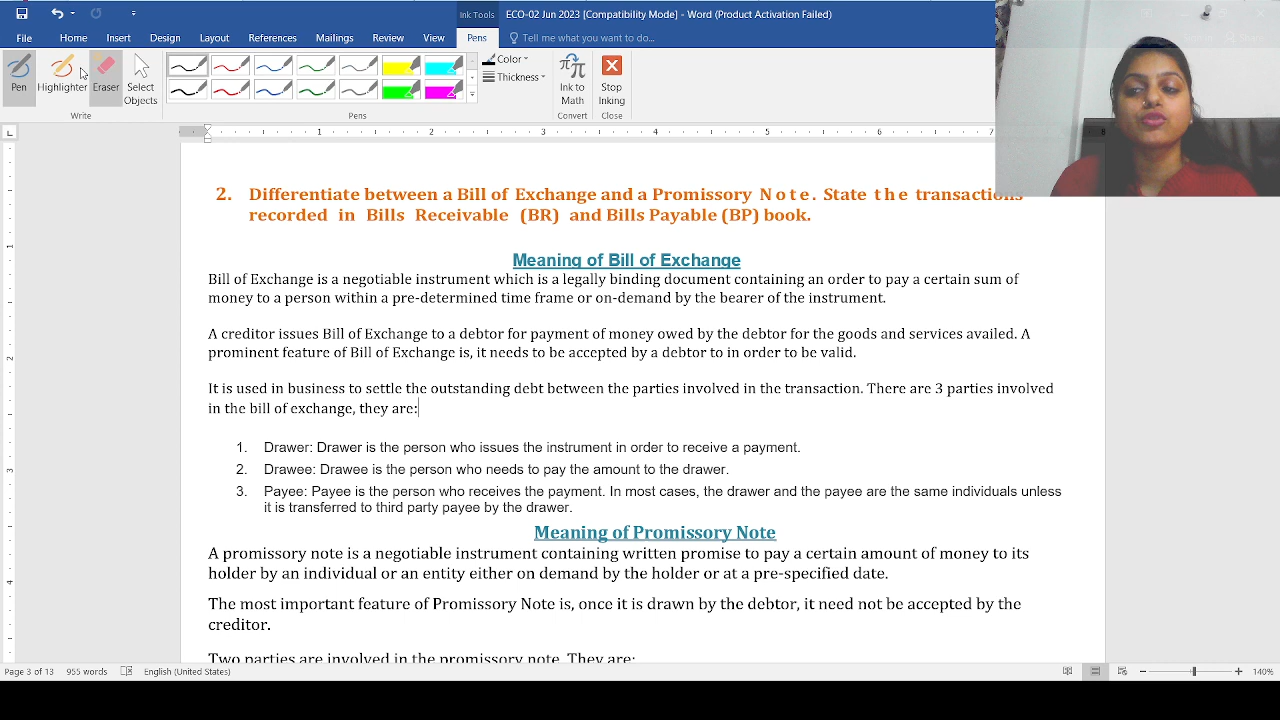 Ink Tools
ECO-02 Jun 2023 [Compatibility Mode] - Word (Product Activation Failed)
File Home Insert Design Layout References Mailings Review View Pens Tell me what you want to do...
Pen Highlighter Eraser Select Objects
Color
Thickness
Ink to Math
Stop Inking
Write Pens Convert Close
1 2 3 4 5 6 7 8
2. Differentiate between a Bill of Exchange and a Promissory Note. State the transactions
recorded in Bills Receivable (BR) and Bills Payable (BP) book.
Meaning of Bill of Exchange
Bill of Exchange is a negotiable instrument which is a legally binding document containing an order to pay a certain sum of
money to a person within a pre-determined time frame or on-demand by the bearer of the instrument.
A creditor issues Bill of Exchange to a debtor for payment of money owed by the debtor for the goods and services availed. A
prominent feature of Bill of Exchange is, it needs to be accepted by a debtor to in order to be valid.
It is used in business to settle the outstanding debt between the parties involved in the transaction. There are 3 parties involved
in the bill of exchange, they are:
1. Drawer: Drawer is the person who issues the instrument in order to receive a payment.
2. Drawee: Drawee is the person who needs to pay the amount to the drawer.
3. Payee: Payee is the person who receives the payment. In most cases, the drawer and the payee are the same individuals unless
it is transferred to third party payee by the drawer.
Meaning of Promissory Note
A promissory note is a negotiable instrument containing written promise to pay a certain amount of money to its
holder by an individual or an entity either on demand by the holder or at a pre-specified date.
The most important feature of Promissory Note is, once it is drawn by the debtor, it need not be accepted by the
creditor.
Two parties are involved in the promissory note. They are:
Page 3 of 13 955 words English (United States) 140%